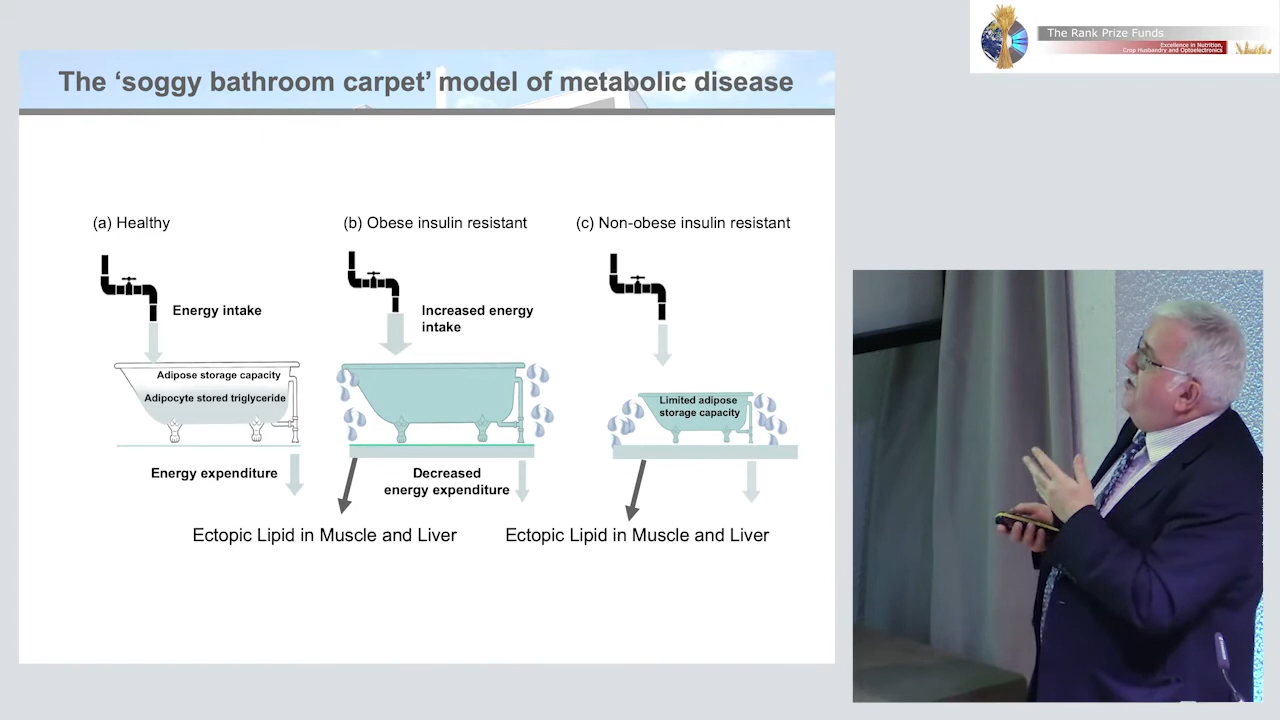 The Rank Prize Funds
Excellence in Nutrition,
Crop Husbandry and Optoelectronics
The ‘soggy bathroom carpet’ model of metabolic disease
(a) Healthy
(b) Obese insulin resistant
(c) Non-obese insulin resistant
Energy intake
Increased energy
intake
Adipose storage capacity
Adipocyte stored triglyceride
Limited adipose
storage capacity
Energy expenditure
Decreased
energy expenditure
Ectopic Lipid in Muscle and Liver
Ectopic Lipid in Muscle and Liver